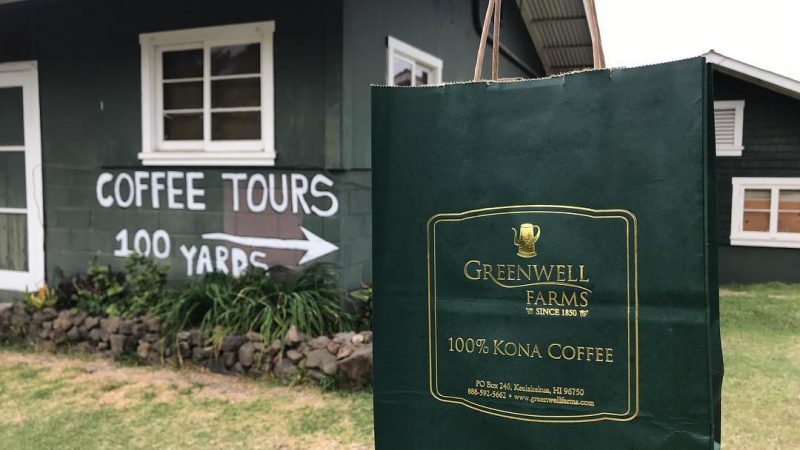 COFFEE TOURS
100 YARDS
GREENWELL
FARMS
SINCE 1850
100% KONA COFFEE
PO Box 248, Kealakekua, HI 96750
888-592-5662 • www.greenwellfarms.com